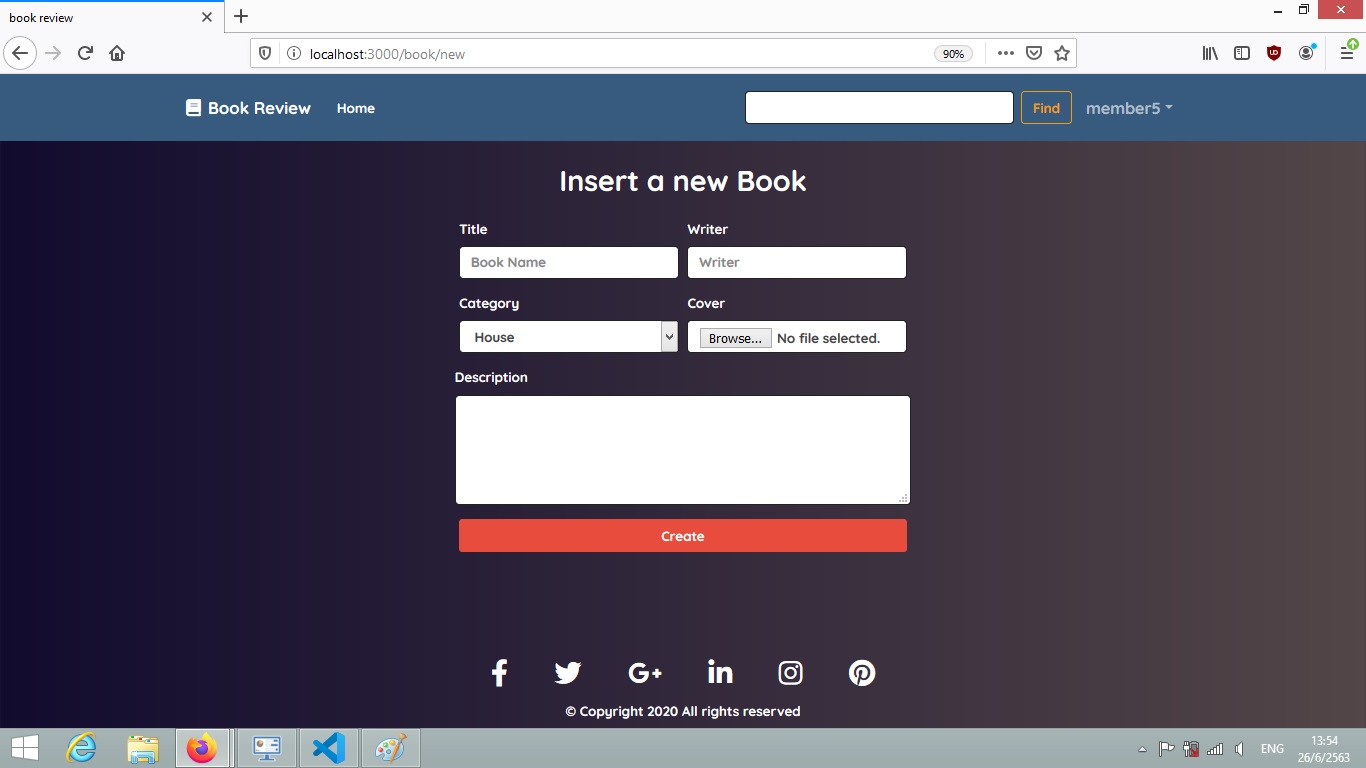 book review
localhost:3000/book/new
90%
Book Review
Home
Find
member5
Insert a new Book
Title
Writer
Book Name
Writer
Category
Cover
House
Browse...
No file selected.
Description
Create
© Copyright 2020 All rights reserved
ENG
13:54
26/6/2563